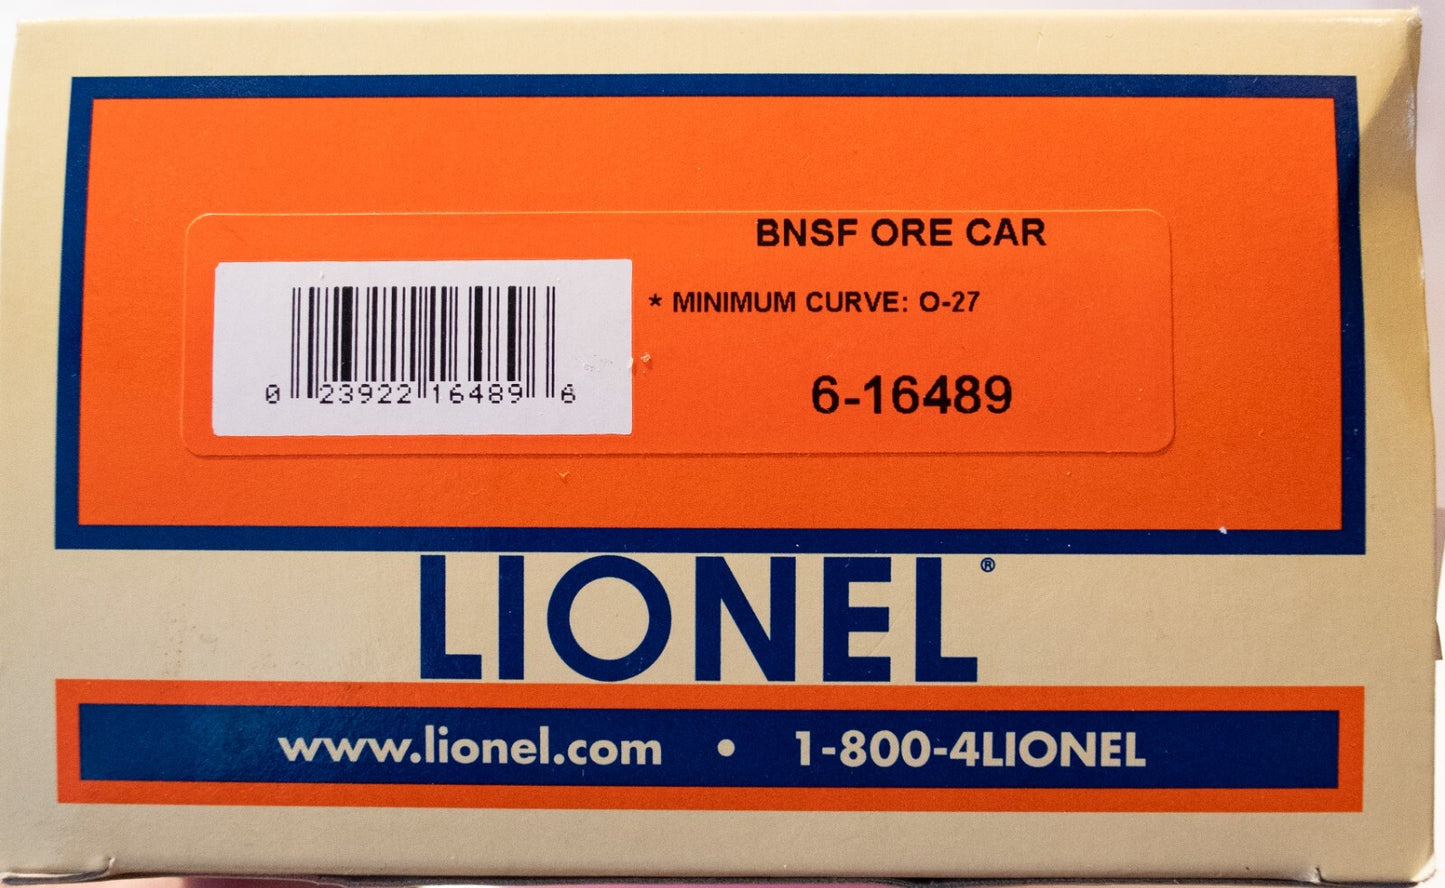 BNSF ORE CAR
* MINIMUM CURVE: O-27
6-16489
0 23922 16489 6
LIONEL®
www.lionel.com • 1-800-4LIONEL